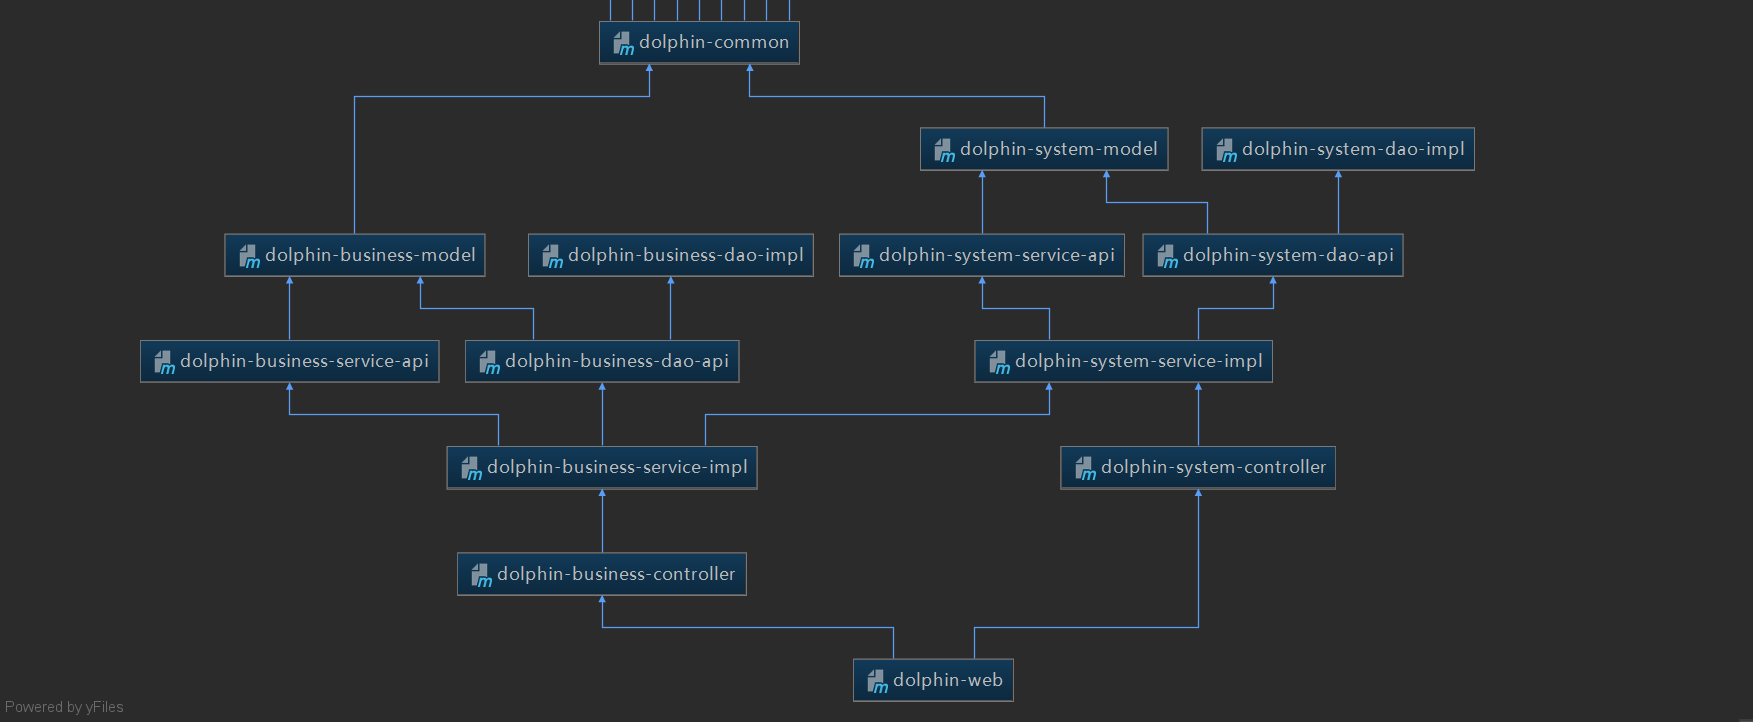 dolphin-common
dolphin-system-model
dolphin-system-dao-impl
dolphin-business-model
dolphin-business-dao-impl
dolphin-system-service-api
dolphin-system-dao-api
dolphin-business-service-api
dolphin-business-dao-api
dolphin-system-service-impl
dolphin-business-service-impl
dolphin-system-controller
dolphin-business-controller
dolphin-web
Powered by yFiles